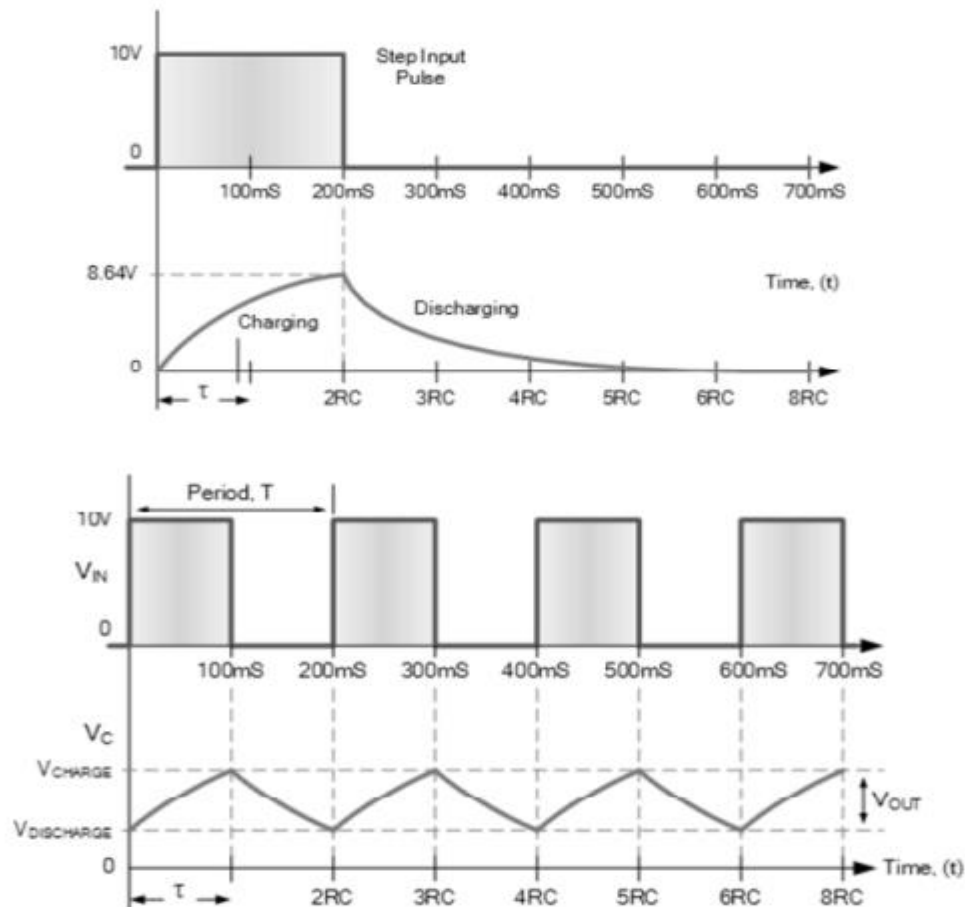 10V
Step Input
Pulse
0
100mS 200mS 300mS 400mS 500mS 600mS 700mS
8.64V
Time, (t)
Discharging
Charging
0
τ
2RC 3RC 4RC 5RC 6RC 8RC
Period, T
10V
VIN
0
100mS 200mS 300mS 400mS 500mS 600mS 700mS
VC
VCHARGE
VOUT
VDISCHARGE
0
Time, (t)
τ
2RC 3RC 4RC 5RC 6RC 8RC